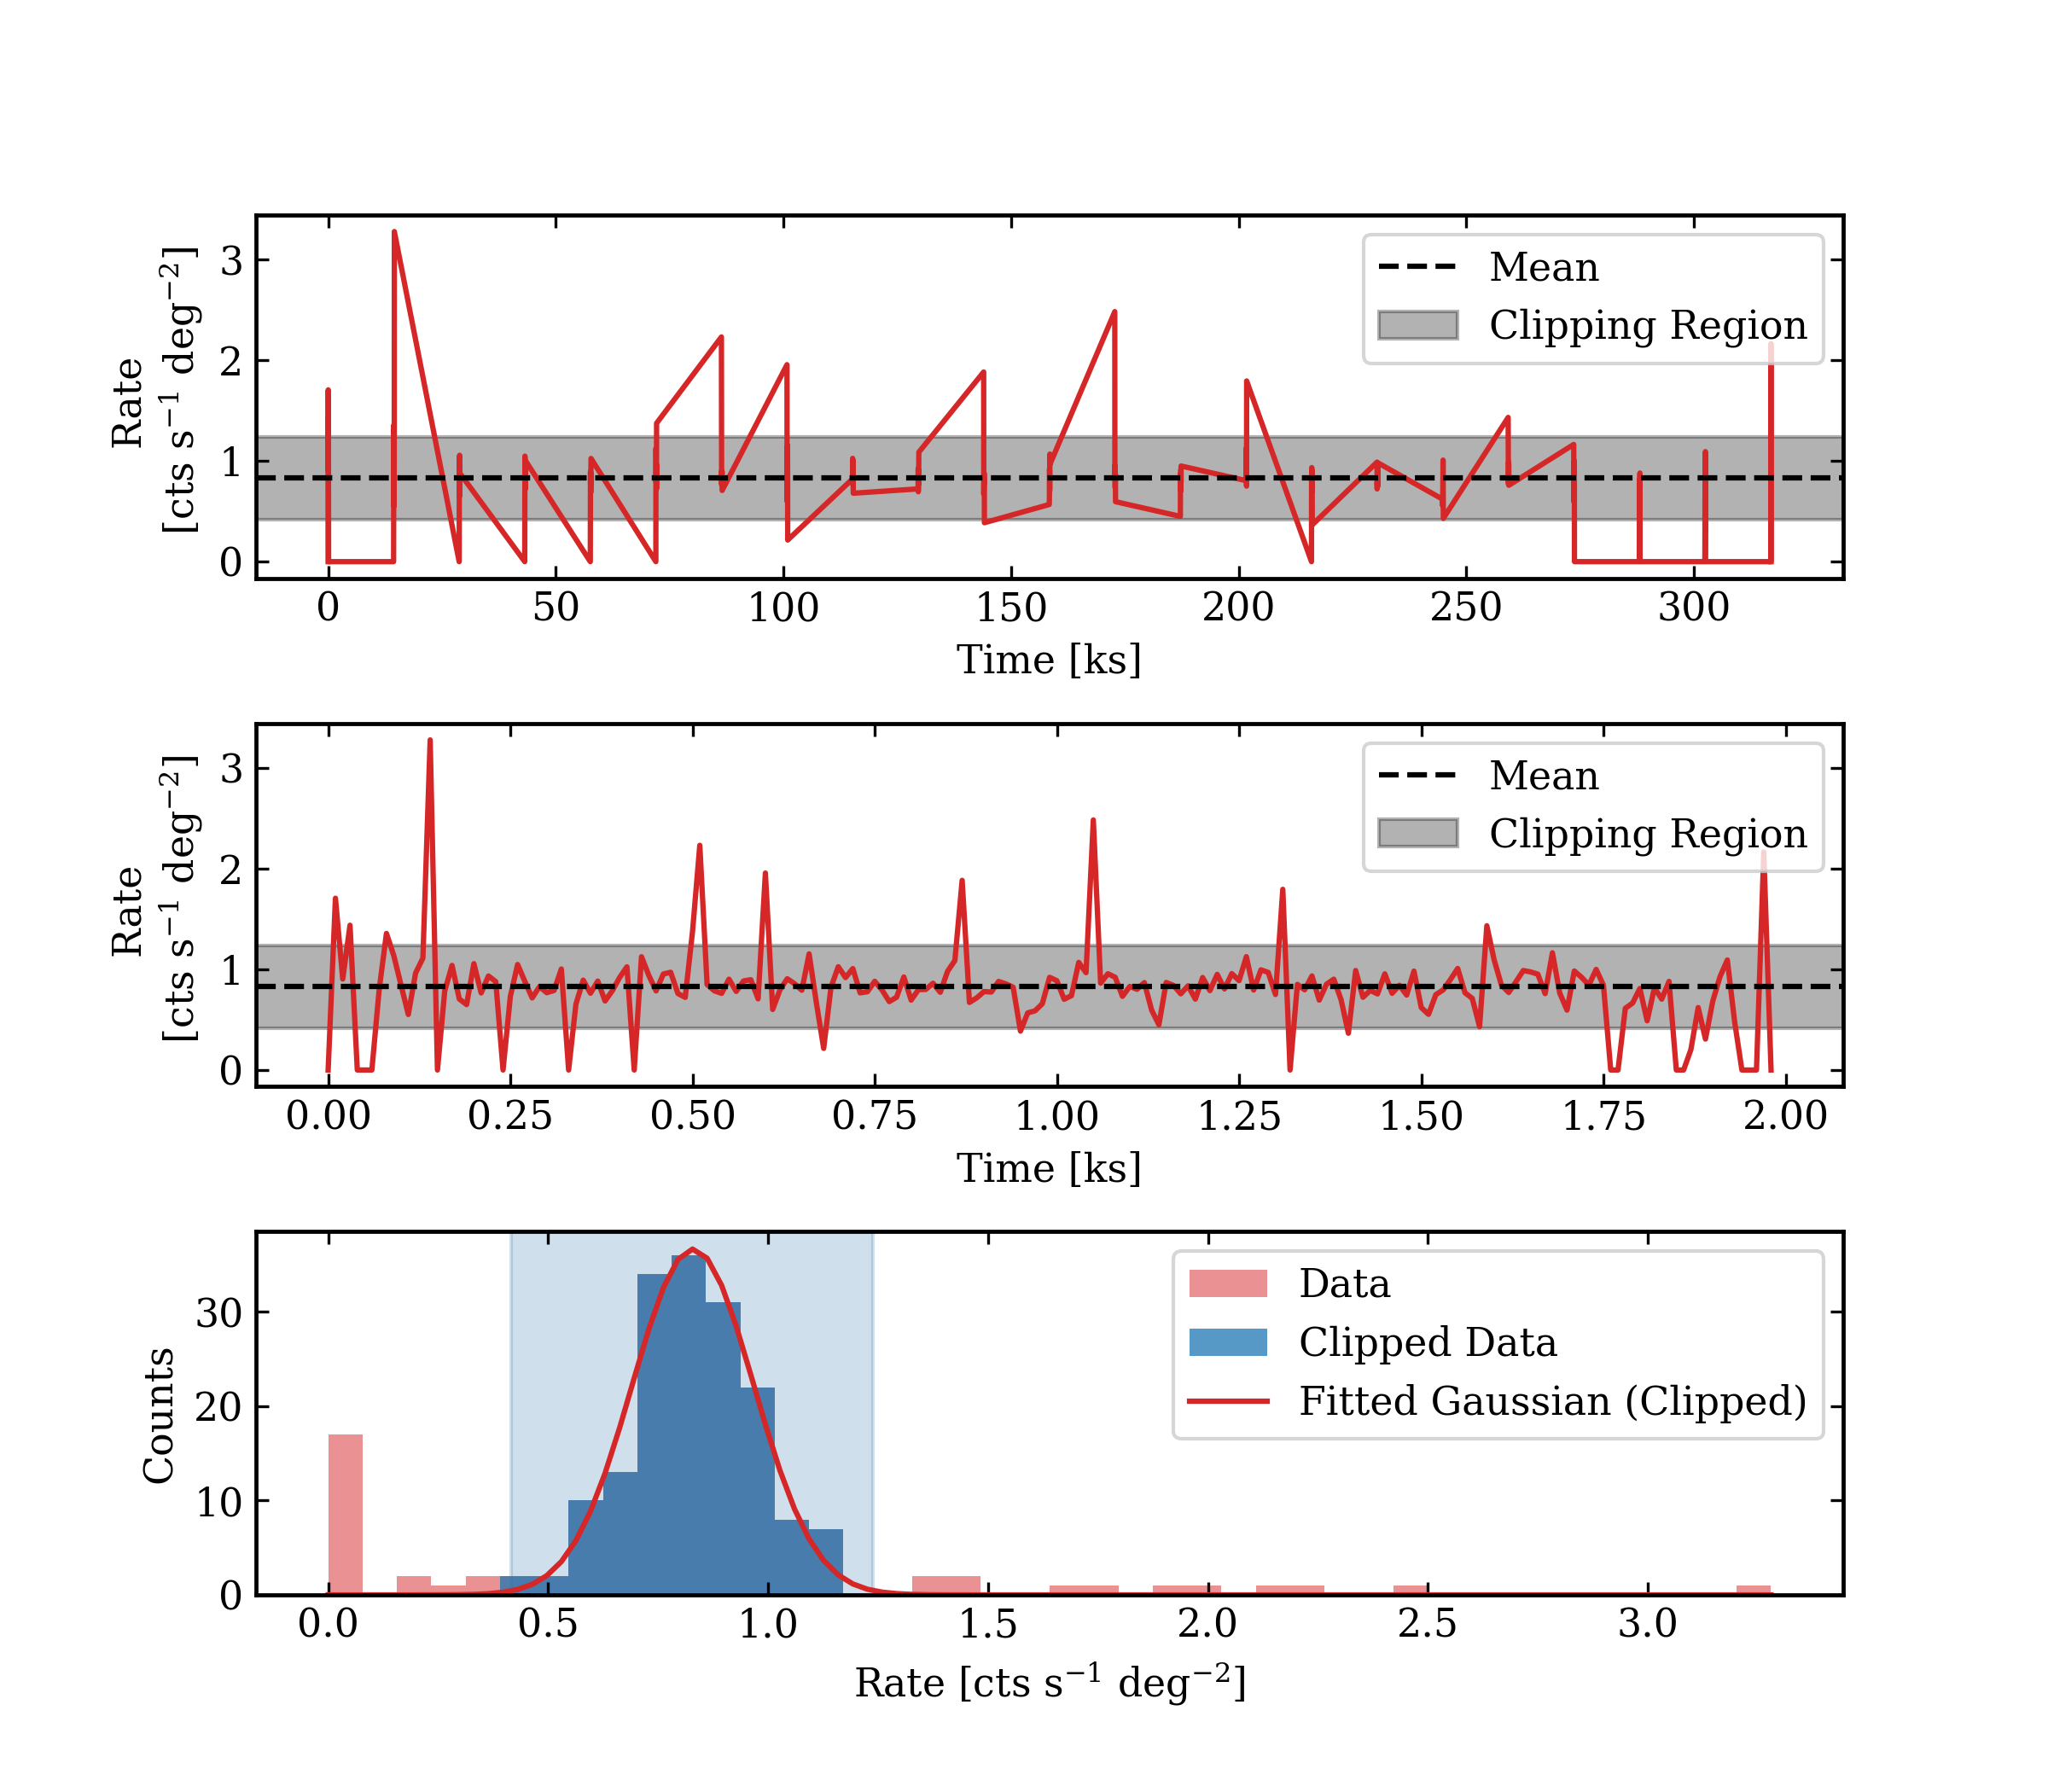 3
2
1
0
Rate
[cts s⁻¹ deg⁻²]
Mean
Clipping Region
0 50 100 150 200 250 300
Time [ks]
3
2
1
0
Rate
[cts s⁻¹ deg⁻²]
Mean
Clipping Region
0.00 0.25 0.50 0.75 1.00 1.25 1.50 1.75 2.00
Time [ks]
30
20
10
0
Counts
Data
Clipped Data
Fitted Gaussian (Clipped)
0.0 0.5 1.0 1.5 2.0 2.5 3.0
Rate [cts s⁻¹ deg⁻²]